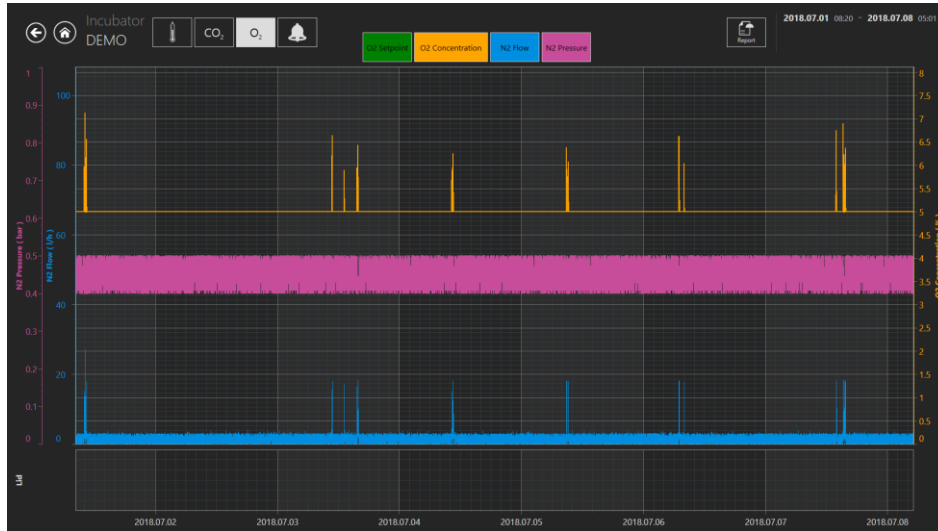 Incubator
DEMO
CO₂
O₂
Report
2018.07.01 08:20 - 2018.07.08 05:01
O2 Setpoint
O2 Concentration
N2 Flow
N2 Pressure
N2 Pressure ( bar )
1
0.9
0.8
0.7
0.6
0.5
0.4
0.3
0.2
0.1
0
N2 Flow ( l/h )
100
80
60
40
20
0
8
7.5
7
6.5
6
5.5
5
4.5
4
3.5
3
2.5
2
1.5
1
0.5
0
O2 Concentration ( % )
Lid
2018.07.02
2018.07.03
2018.07.04
2018.07.05
2018.07.06
2018.07.07
2018.07.08